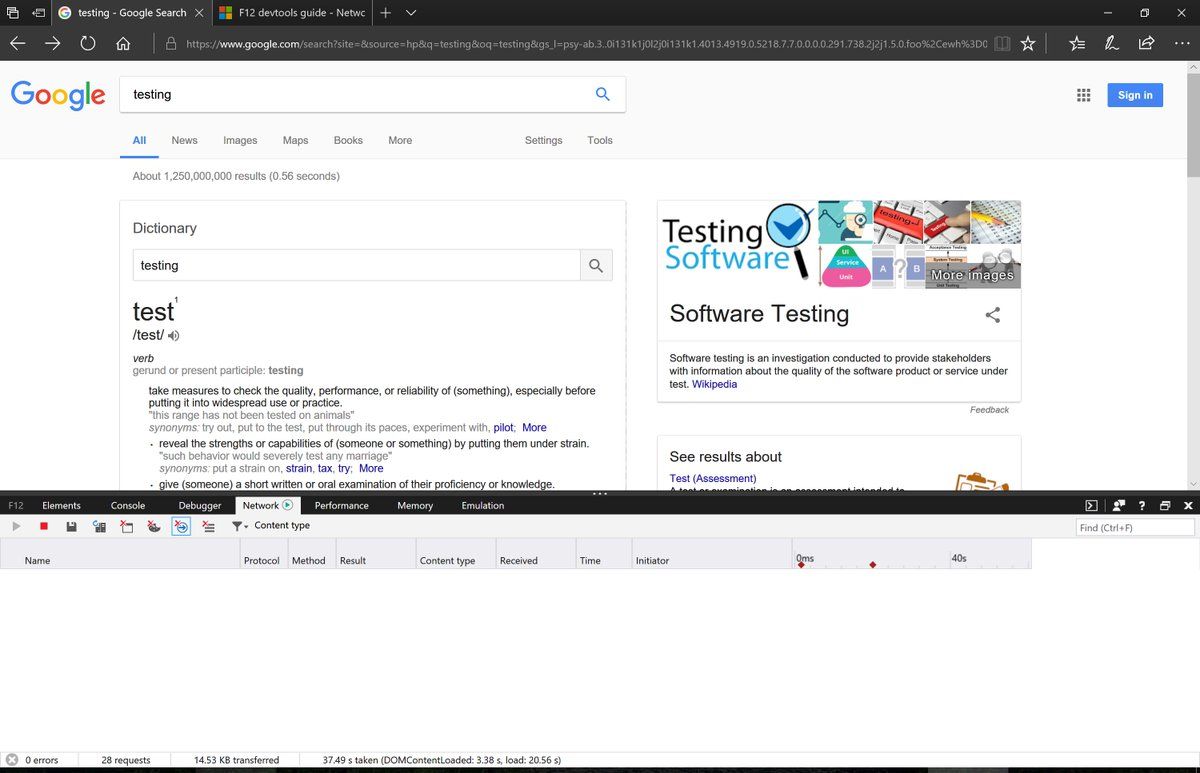 testing - Google Search
F12 devtools guide - Netwc
https://www.google.com/search?site=&source=hp&q=testing&oq=testing&gs_l=psy-ab.3..0i131k1j0l2j0i131k1.4013.4919.0.5218.7.7.0.0.0.0.291.738.2j2j1.5.0.foo%2Cewh%3D0
Google
testing
Sign in
All News Images Maps Books More Settings Tools
About 1,250,000,000 results (0.56 seconds)
Dictionary
testing
test1
/test/
verb
gerund or present participle: testing
take measures to check the quality, performance, or reliability of (something), especially before
putting it into widespread use or practice.
"this range has not been tested on animals"
synonyms: try out, put to the test, put through its paces, experiment with, pilot; More
· reveal the strengths or capabilities of (someone or something) by putting them under strain.
"such behavior would severely test any marriage"
synonyms: put a strain on, strain, tax, try; More
· give (someone) a short written or oral examination of their proficiency or knowledge.
Testing
Software
testing
UI
Service
Unit
A ? B
Acceptance Testing
System Testing
Unit Testing
More images
Software Testing
Software testing is an investigation conducted to provide stakeholders
with information about the quality of the software product or service under
test. Wikipedia
Feedback
See results about
Test (Assessment)
A test or examination is an assessment intended to
F12 Elements Console Debugger Network Performance Memory Emulation
Content type
Find (Ctrl+F)
Name Protocol Method Result Content type Received Time Initiator 0ms 40s
0 errors 28 requests 14.53 KB transferred 37.49 s taken (DOMContentLoaded: 3.38 s, load: 20.56 s)